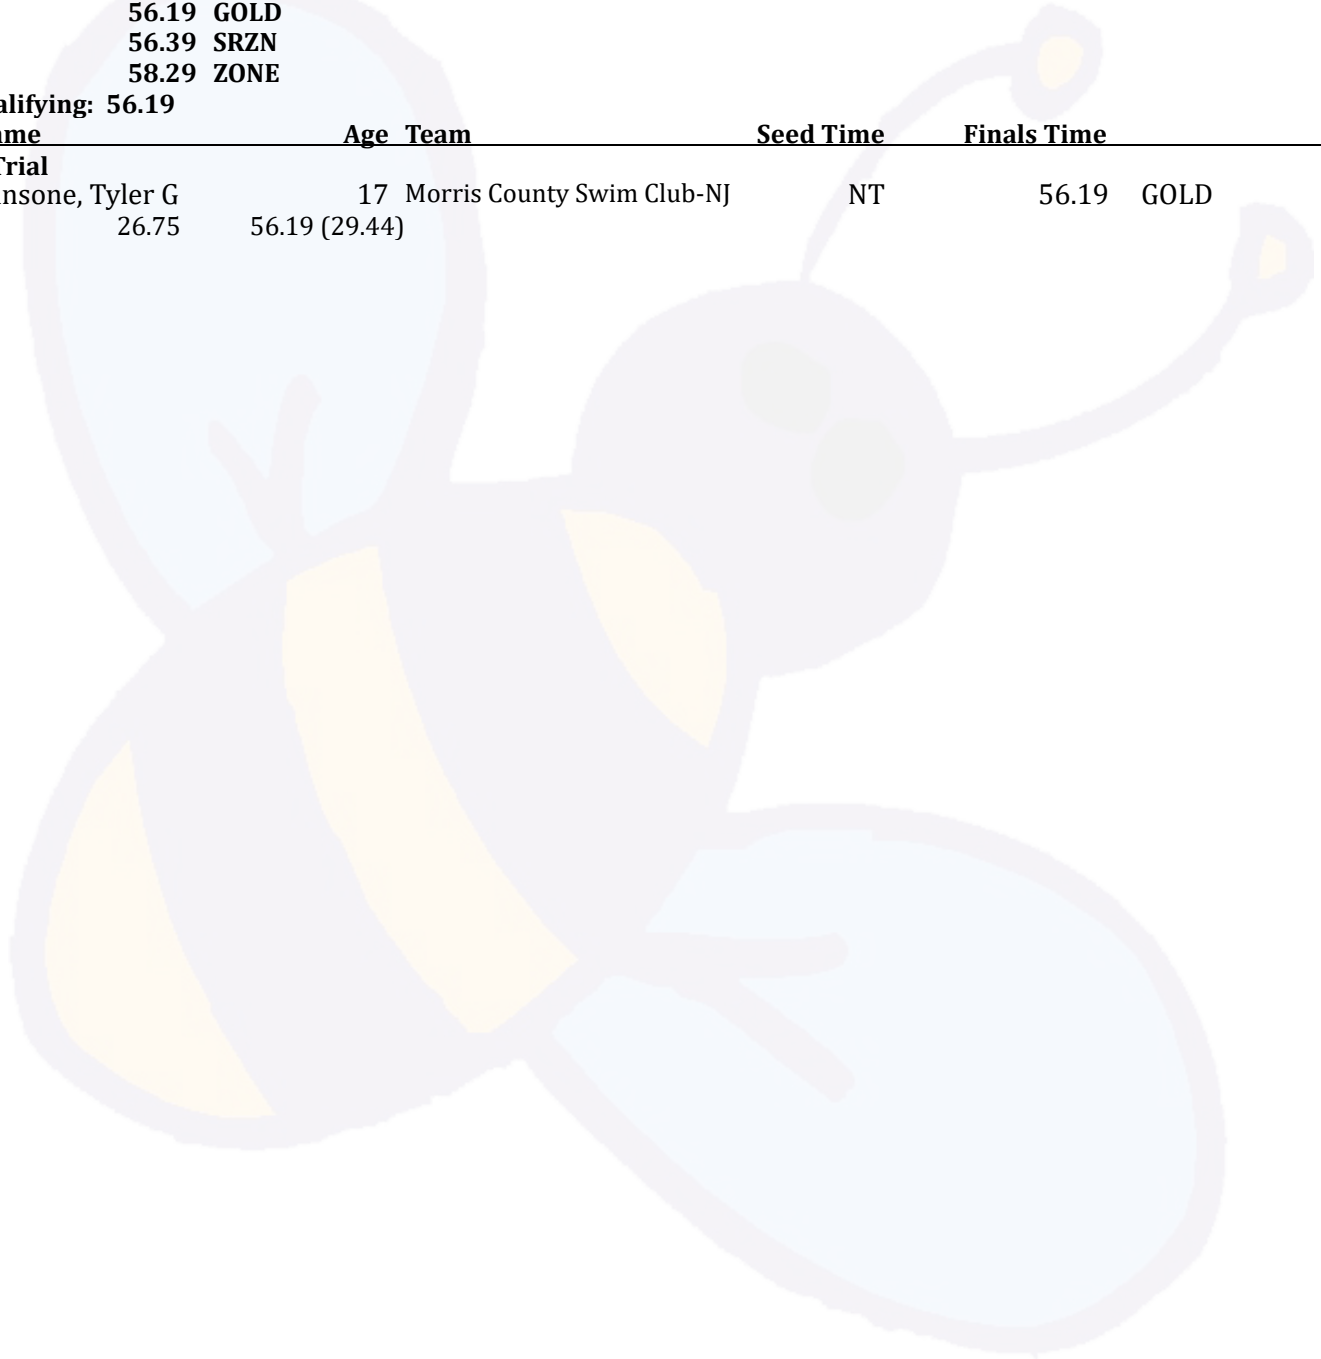 56.19 GOLD
56.39 SRZN
58.29 ZONE
alifying: 56.19
ame Age Team Seed Time Finals Time
Trial
nsone, Tyler G 17 Morris County Swim Club-NJ NT 56.19 GOLD
26.75 56.19 (29.44)